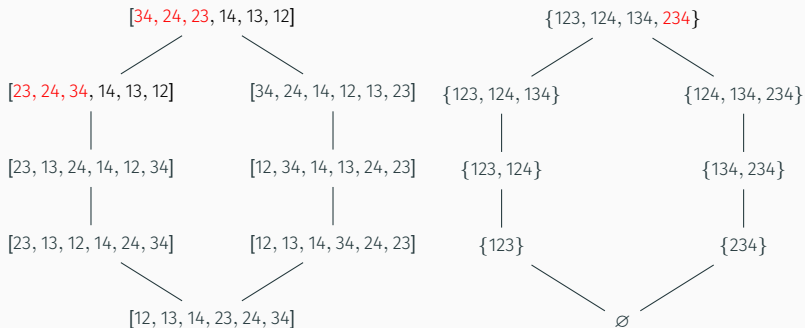 [34, 24, 23, 14, 13, 12]
{123, 124, 134, 234}
[23, 24, 34, 14, 13, 12]
[34, 24, 14, 12, 13, 23]
{123, 124, 134}
{124, 134, 234}
[23, 13, 24, 14, 12, 34]
[12, 34, 14, 13, 24, 23]
{123, 124}
{134, 234}
[23, 13, 12, 14, 24, 34]
[12, 13, 14, 34, 24, 23]
{123}
{234}
[12, 13, 14, 23, 24, 34]
∅